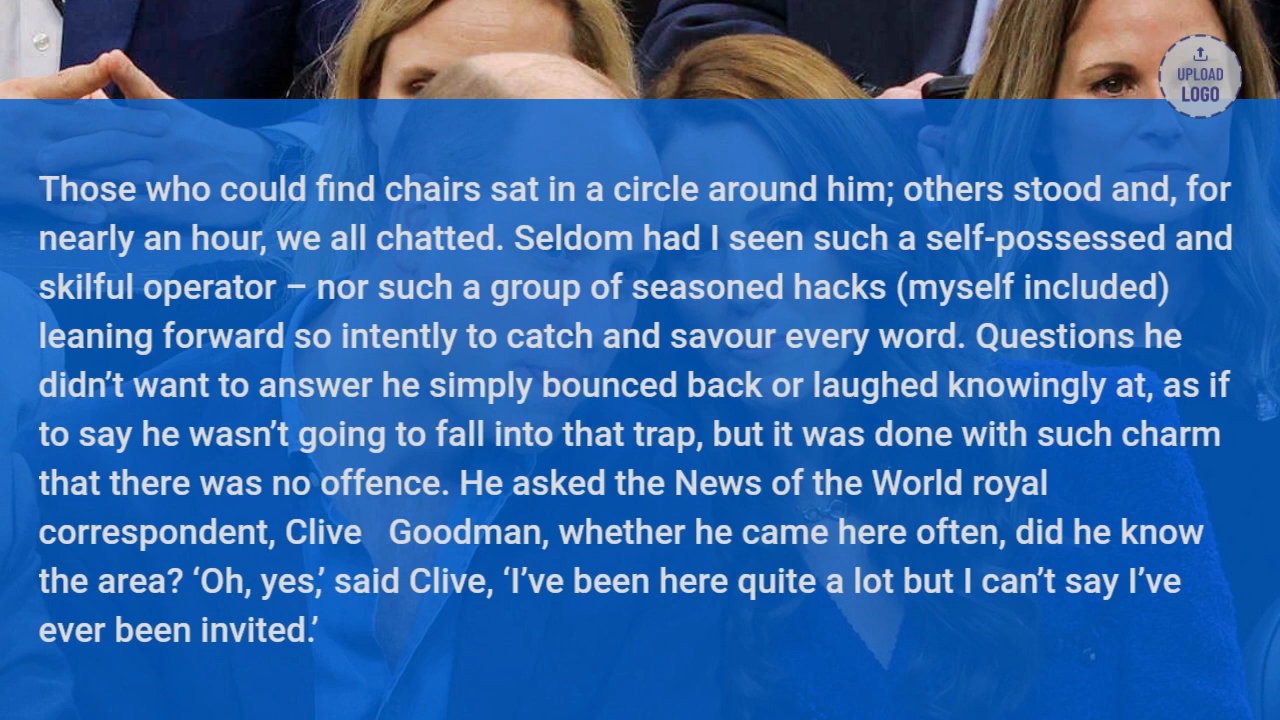 UPLOAD
LOGO
Those who could find chairs sat in a circle around him; others stood and, for
nearly an hour, we all chatted. Seldom had I seen such a self-possessed and
skilful operator – nor such a group of seasoned hacks (myself included)
leaning forward so intently to catch and savour every word. Questions he
didn’t want to answer he simply bounced back or laughed knowingly at, as if
to say he wasn’t going to fall into that trap, but it was done with such charm
that there was no offence. He asked the News of the World royal
correspondent, Clive   Goodman, whether he came here often, did he know
the area? ‘Oh, yes,’ said Clive, ‘I’ve been here quite a lot but I can’t say I’ve
ever been invited.’